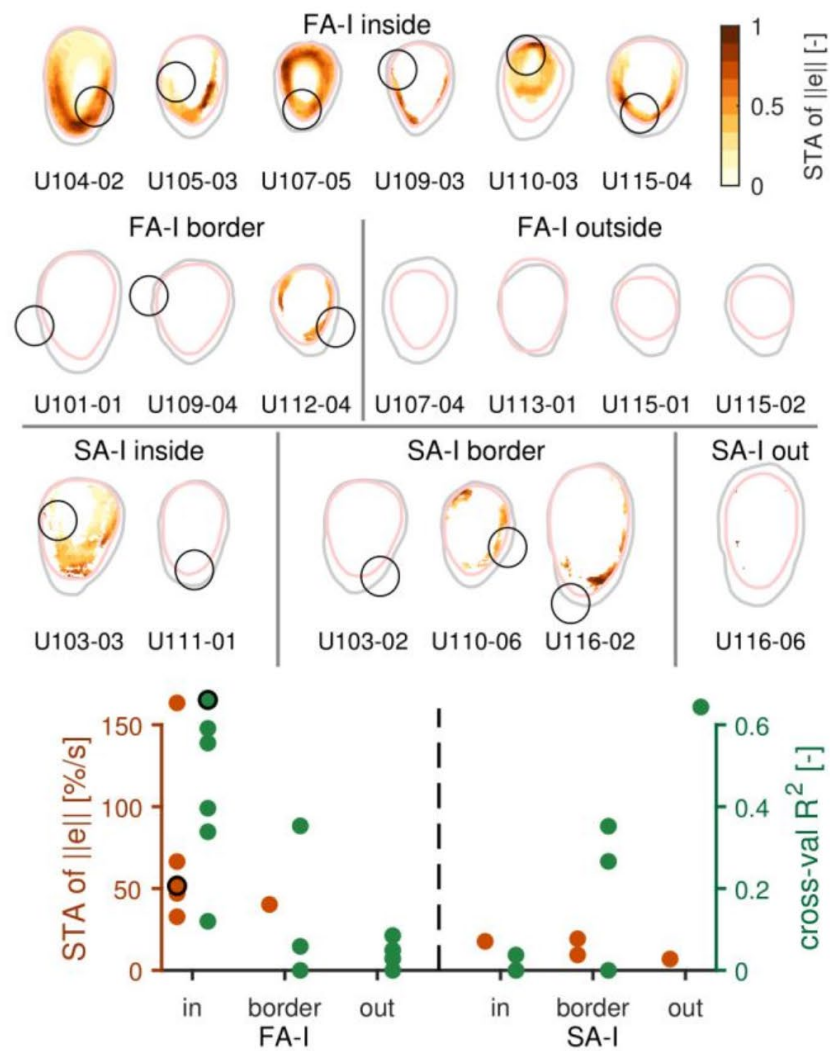 FA-I inside
1
0.5
0
STA of ||e|| [-]
U104-02 U105-03 U107-05 U109-03 U110-03 U115-04
FA-I border FA-I outside
U101-01 U109-04 U112-04 U107-04 U113-01 U115-01 U115-02
SA-I inside SA-I border SA-I out
U103-03 U111-01 U103-02 U110-06 U116-02 U116-06
STA of ||e|| [%/s]
150
100
50
0
0.6
0.4
0.2
0
cross-val R² [-]
in border out in border out
FA-I SA-I